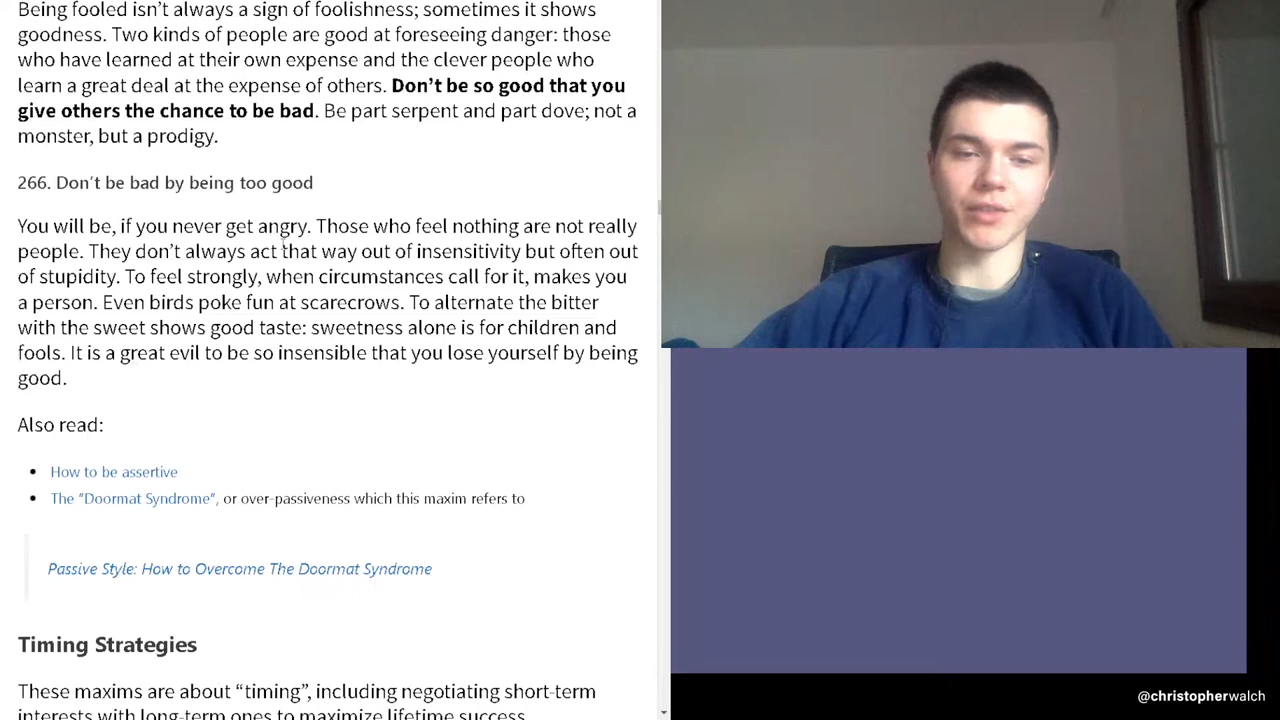 Being fooled isn’t always a sign of foolishness; sometimes it shows
goodness. Two kinds of people are good at foreseeing danger: those
who have learned at their own expense and the clever people who
learn a great deal at the expense of others. Don’t be so good that you
give others the chance to be bad. Be part serpent and part dove; not a
monster, but a prodigy.
266. Don’t be bad by being too good
You will be, if you never get angry. Those who feel nothing are not really
people. They don’t always act that way out of insensitivity but often out
of stupidity. To feel strongly, when circumstances call for it, makes you
a person. Even birds poke fun at scarecrows. To alternate the bitter
with the sweet shows good taste: sweetness alone is for children and
fools. It is a great evil to be so insensible that you lose yourself by being
good.
Also read:
How to be assertive
The “Doormat Syndrome”, or over-passiveness which this maxim refers to
Passive Style: How to Overcome The Doormat Syndrome
Timing Strategies
These maxims are about “timing”, including negotiating short-term
interests with long-term ones to maximize lifetime success.
@christopherwalch